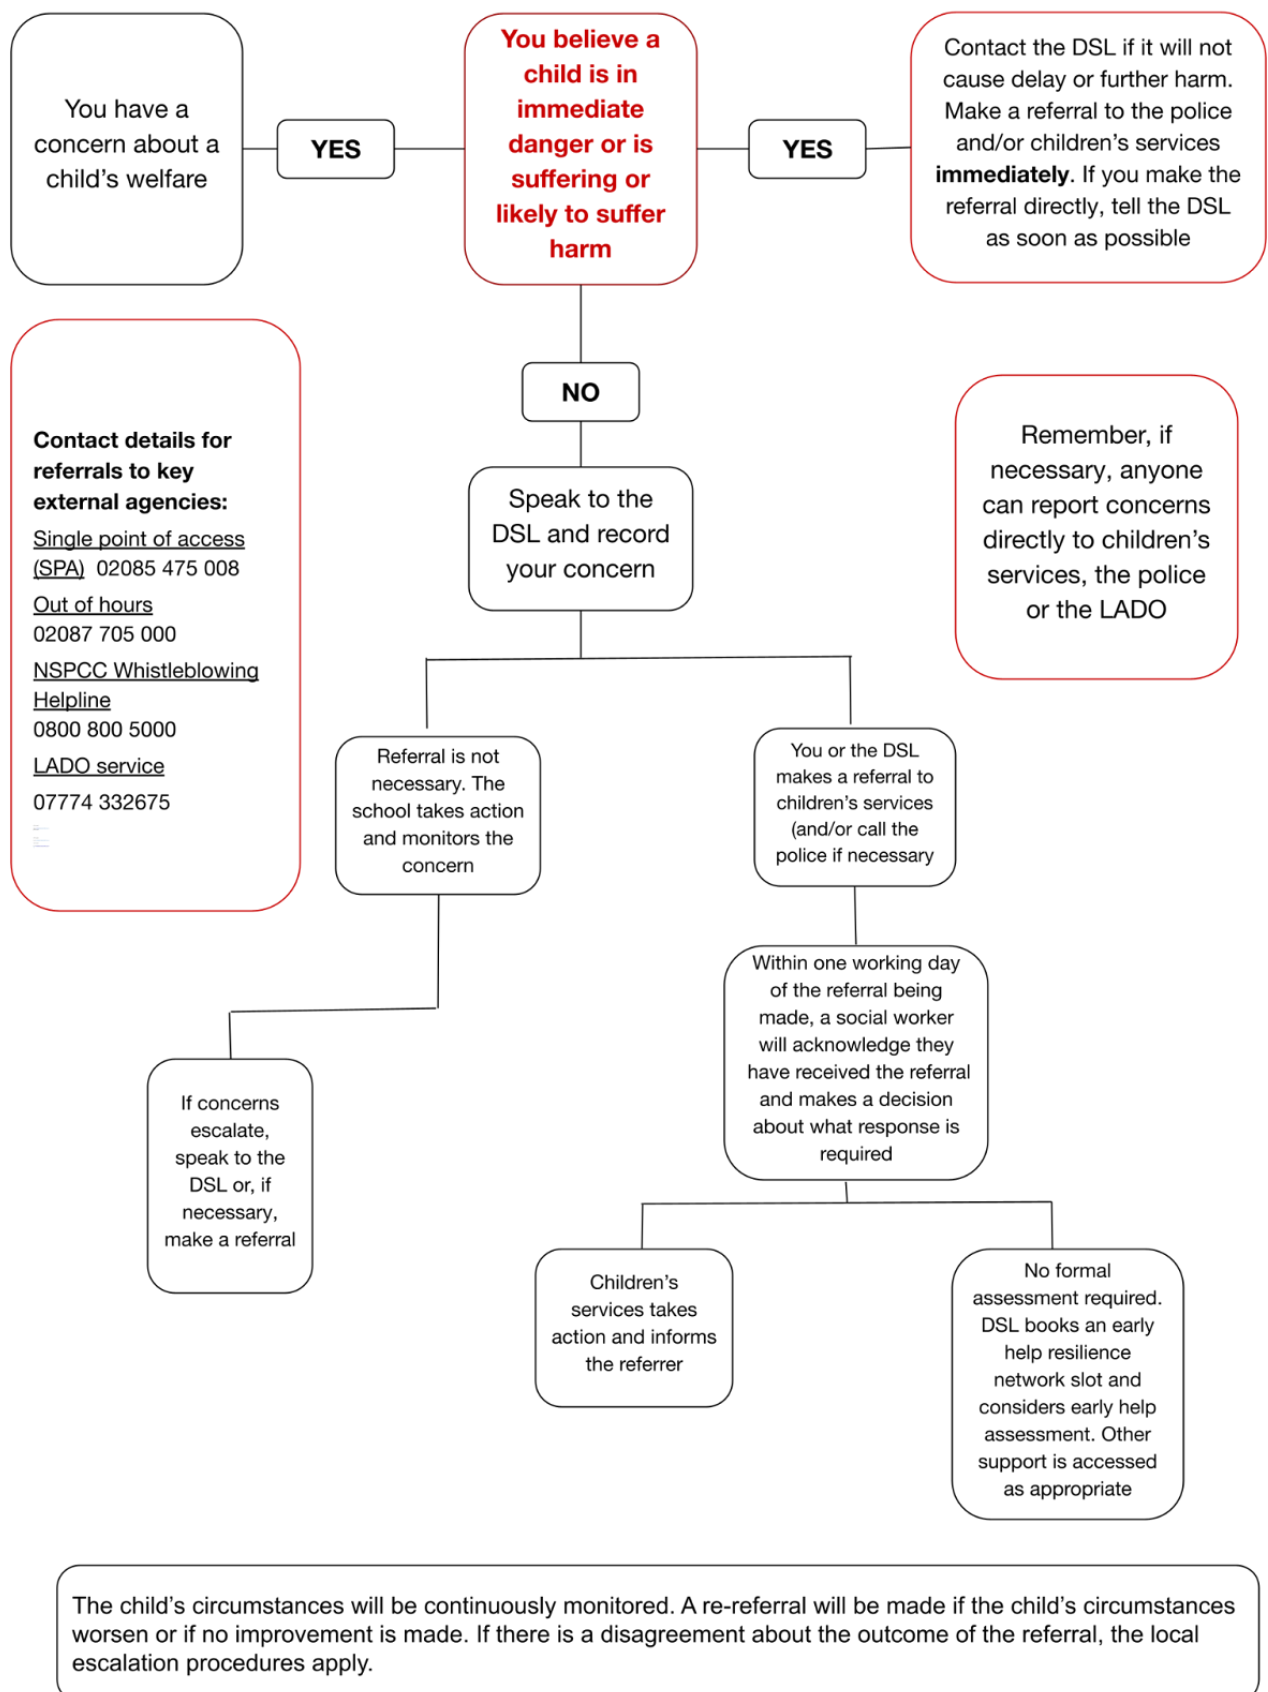 You have a
concern about a
child's welfare
YES
You believe a
child is in
immediate
danger or is
suffering or
likely to suffer
harm
YES
Contact the DSL if it will not
cause delay or further harm.
Make a referral to the police
and/or children's services
immediately. If you make the
referral directly, tell the DSL
as soon as possible
NO
Contact details for
referrals to key
external agencies:
Single point of access
(SPA) 02085 475 008
Out of hours
02087 705 000
NSPCC Whistleblowing
Helpline
0800 800 5000
LADO service
07774 332675
Speak to the
DSL and record
your concern
Remember, if
necessary, anyone
can report concerns
directly to children's
services, the police
or the LADO
Referral is not
necessary. The
school takes action
and monitors the
concern
You or the DSL
makes a referral to
children's services
(and/or call the
police if necessary
If concerns
escalate,
speak to the
DSL or, if
necessary,
make a referral
Within one working day
of the referral being
made, a social worker
will acknowledge they
have received the referral
and makes a decision
about what response is
required
Children's
services takes
action and informs
the referrer
No formal
assessment required.
DSL books an early
help resilience
network slot and
considers early help
assessment. Other
support is accessed
as appropriate
The child's circumstances will be continuously monitored. A re-referral will be made if the child's circumstances
worsen or if no improvement is made. If there is a disagreement about the outcome of the referral, the local
escalation procedures apply.